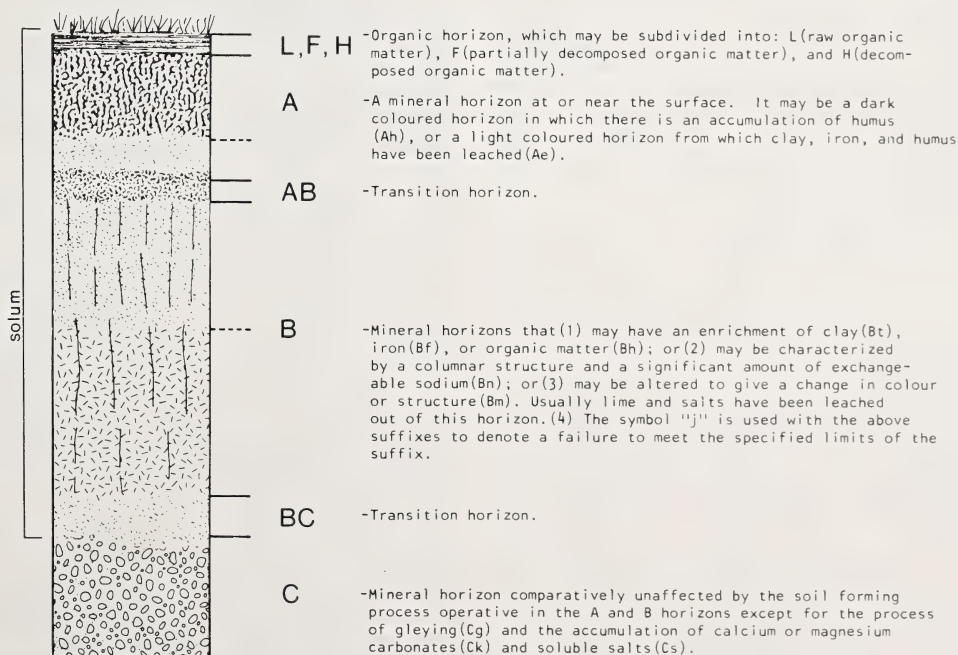 L,F,H -Organic horizon, which may be subdivided into: L(raw organic
matter), F(partially decomposed organic matter), and H(decom-
posed organic matter).
A -A mineral horizon at or near the surface. It may be a dark
coloured horizon in which there is an accumulation of humus
(Ah), or a light coloured horizon from which clay, iron, and humus
have been leached(Ae).
AB -Transition horizon.
solum
B -Mineral horizons that(1) may have an enrichment of clay(Bt),
iron(Bf), or organic matter(Bh); or(2) may be characterized
by a columnar structure and a significant amount of exchange-
able sodium(Bn); or(3) may be altered to give a change in colour
or structure(Bm). Usually lime and salts have been leached
out of this horizon.(4) The symbol "j" is used with the above
suffixes to denote a failure to meet the specified limits of the
suffix.
BC -Transition horizon.
C -Mineral horizon comparatively unaffected by the soil forming
process operative in the A and B horizons except for the process
of gleying(Cg) and the accumulation of calcium or magnesium
carbonates(Ck) and soluble salts(Cs).